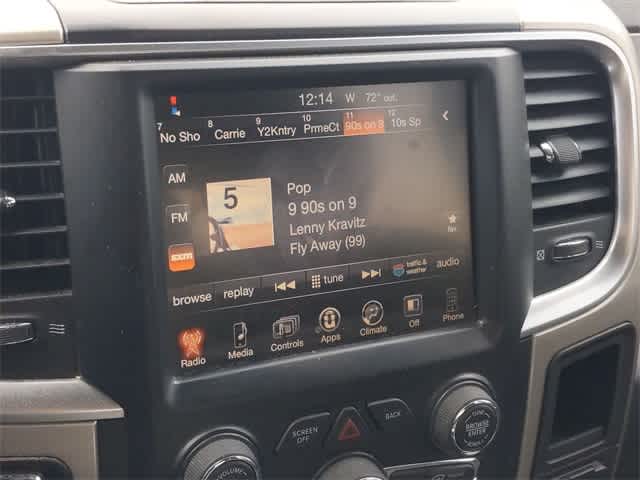 12:14 W 72° out.
7 8 9 10 11 12
No Sho Carrie Y2Kntry PrmeCt 90s on 9 10s Sp
AM
FM
sxm
5
Pop
9 90s on 9
Lenny Kravitz
Fly Away (99)
fav
browse replay tune traffic & weather audio
Radio Media Controls Apps Climate Off Phone
SCREEN OFF
BACK
VOLUME
BROWSE ENTER
SCROLL